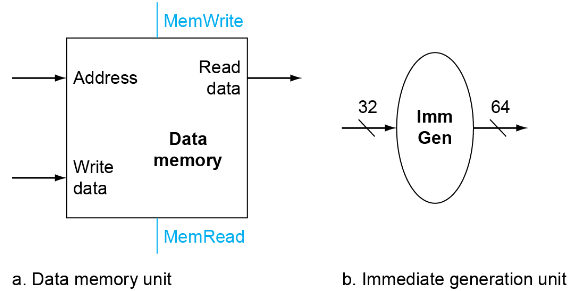 MemWrite
Address
Read
data
Data
memory
Write
data
MemRead
a. Data memory unit
32
Imm
Gen
64
b. Immediate generation unit